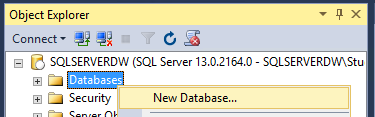 Object Explorer
Connect
SQLSERVERDW (SQL Server 13.0.2164.0 - SQLSERVERDW\Stu
Databases
Security
New Database...
Server Ob